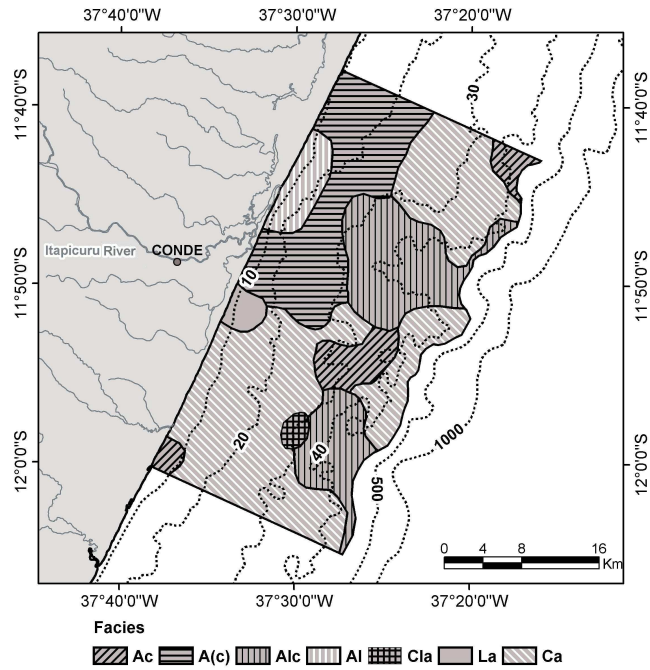 37°40'0"W 37°30'0"W 37°20'0"W
11°40'0"S 11°40'0"S
30
Itapicuru River CONDE
10
11°50'0"S 11°50'0"S
20
40
1000
500
12°0'0"S 12°0'0"S
0 4 8 16
Km
37°40'0"W 37°30'0"W 37°20'0"W
Facies
Ac A(c) Alc Al Cla La Ca